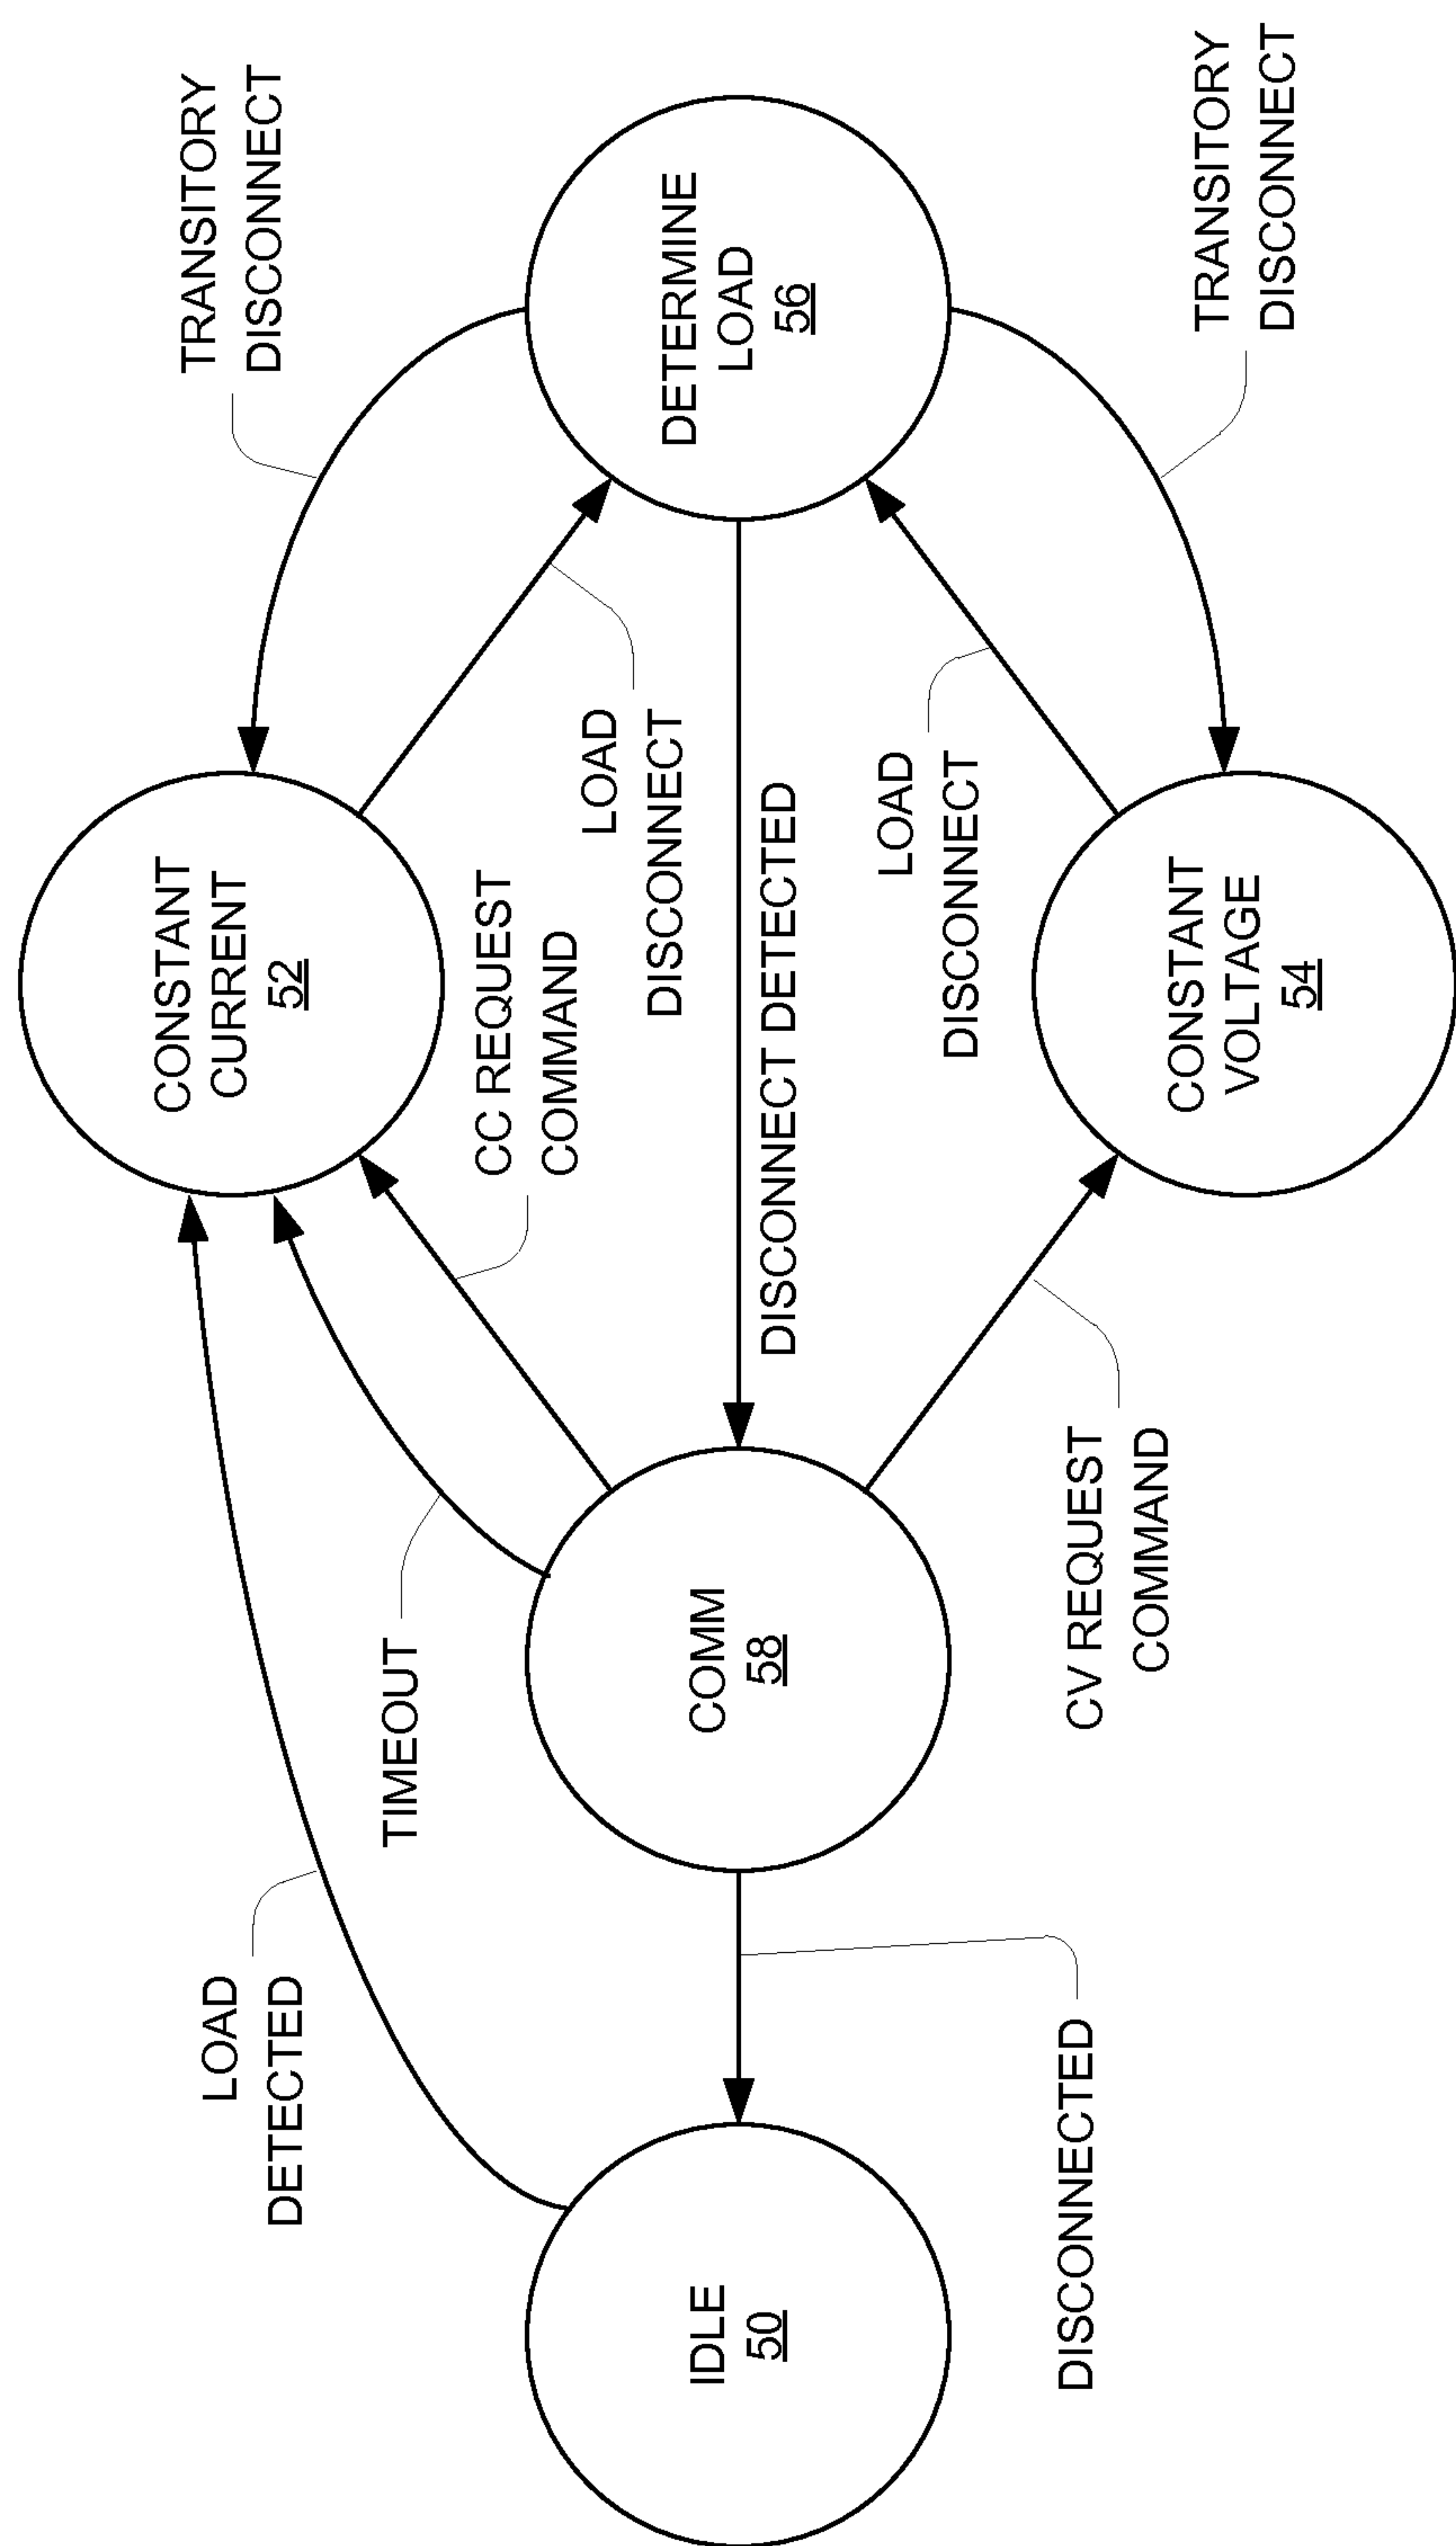 CONSTANT
CURRENT
52
TRANSITORY
DISCONNECT
LOAD
DETECTED
TIMEOUT
CC REQUEST
COMMAND
LOAD
DISCONNECT
IDLE
50
COMM
58
DISCONNECT DETECTED
DETERMINE
LOAD
56
LOAD
DISCONNECT
DISCONNECTED
CV REQUEST
COMMAND
CONSTANT
VOLTAGE
54
TRANSITORY
DISCONNECT